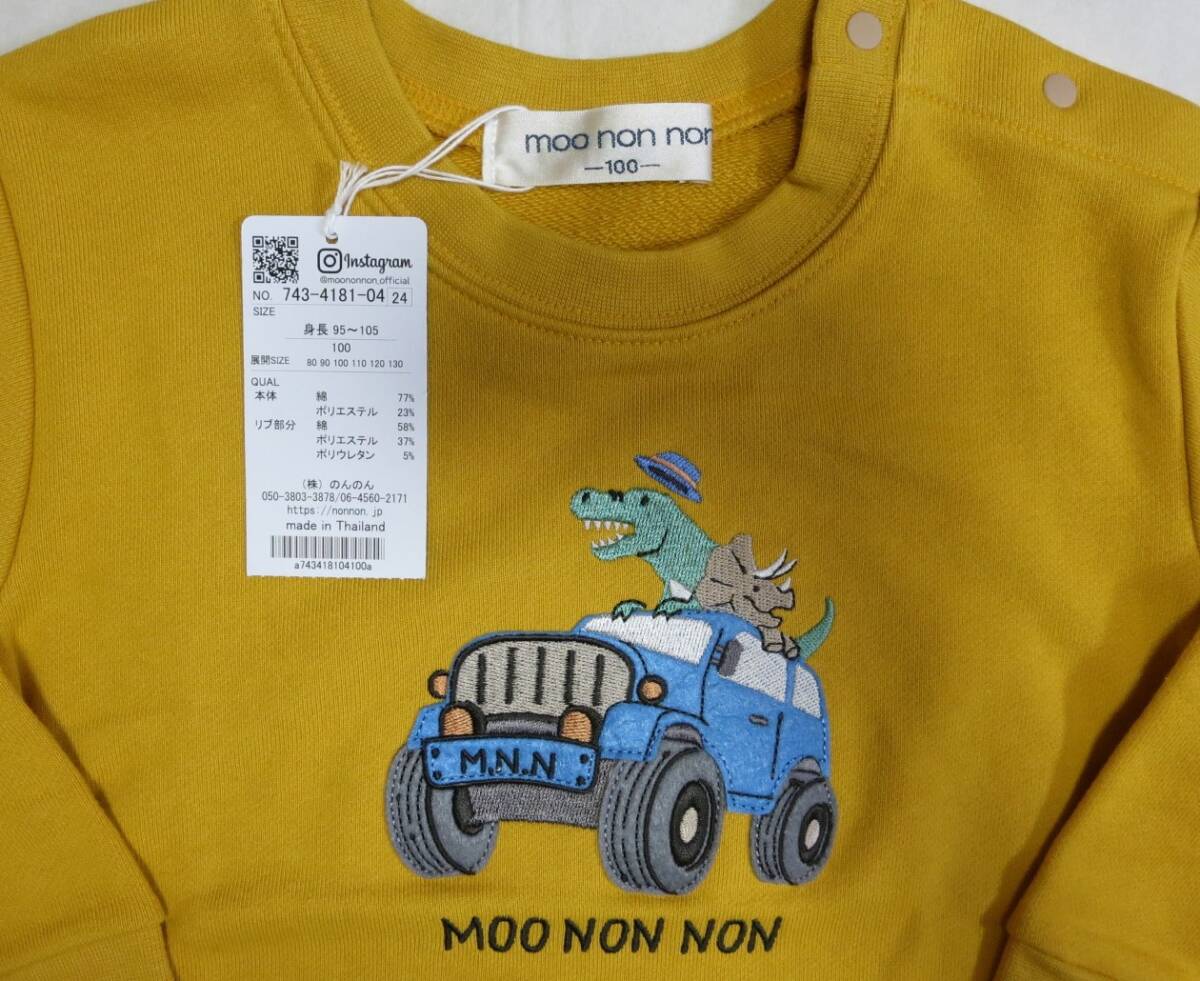 moo non non
—100—
Instagram
@moononnon_official
NO. 743-4181-04 24
SIZE
身長 95〜105
100
展開SIZE 80 90 100 110 120 130
QUAL
本体 綿 77%
ポリエステル 23%
リブ部分 綿 58%
ポリエステル 37%
ポリウレタン 5%
(株) のんのん
050-3803-3878/06-4560-2171
https://nonnon.jp
made in Thailand
a743418104100a
M.N.N
MOO NON NON